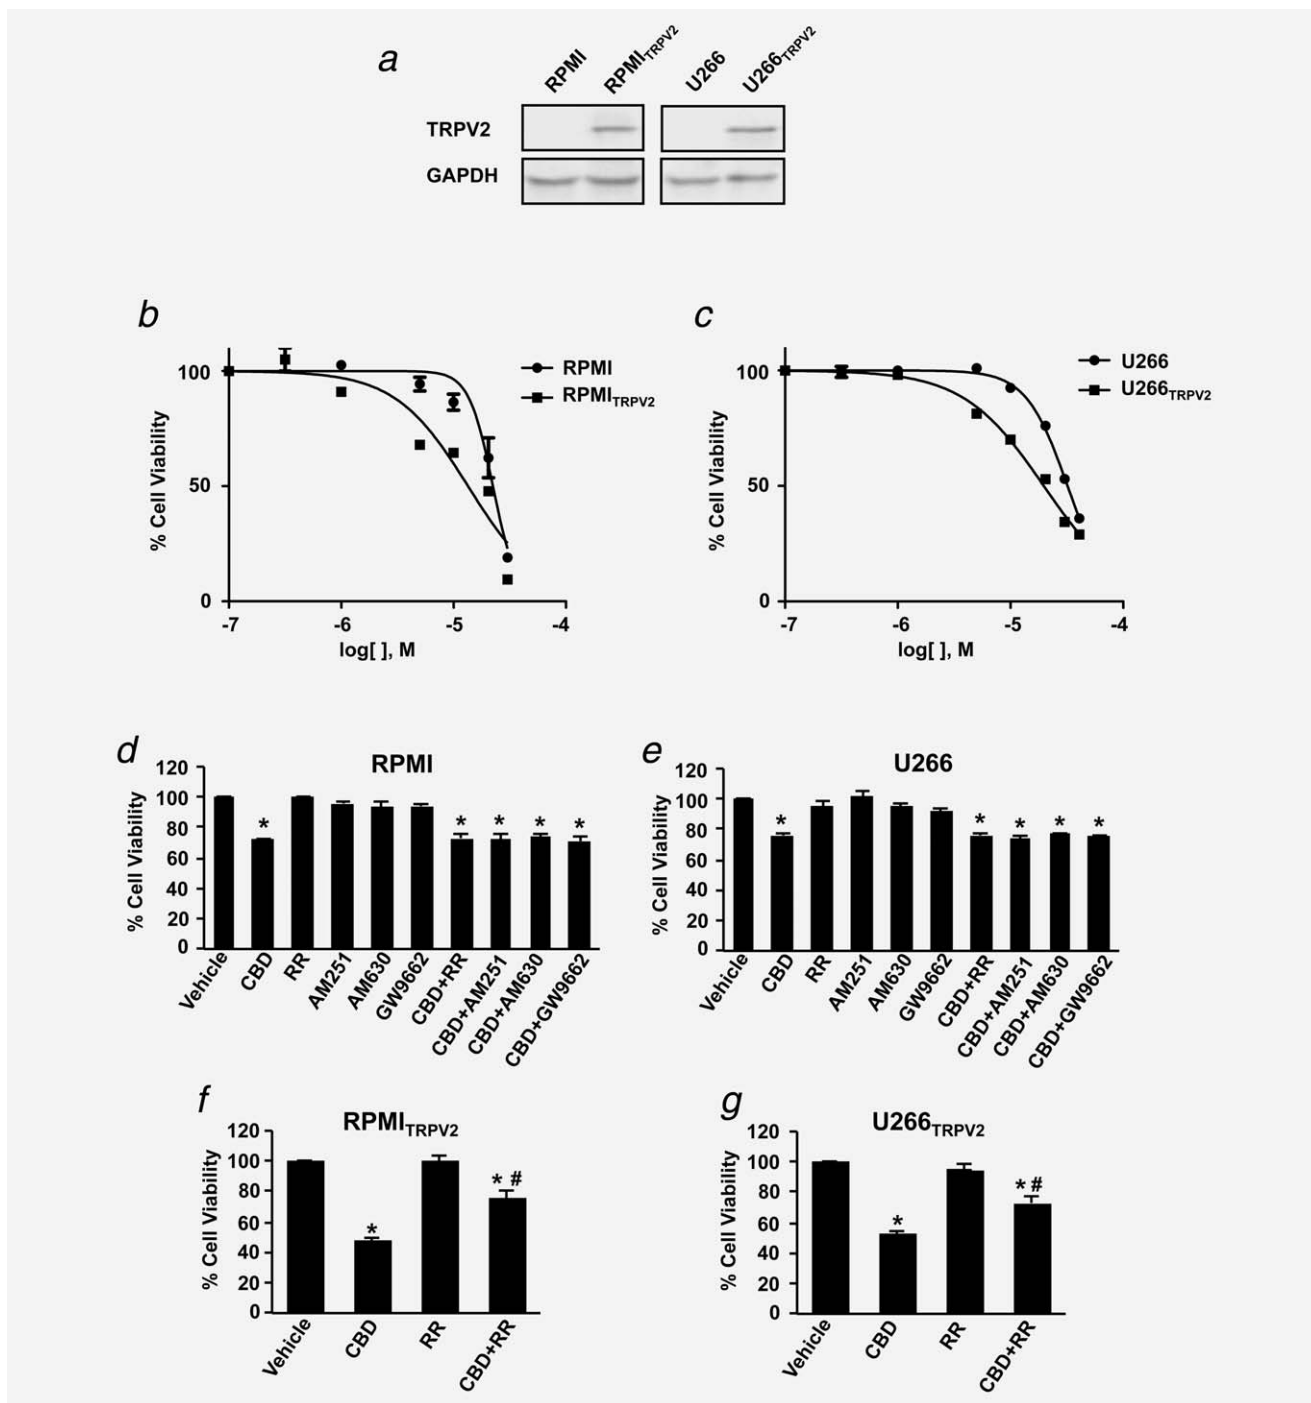 a
RPMI RPMITRPV2 U266 U266TRPV2
TRPV2
GAPDH
b
% Cell Viability
100
50
0
-7 -6 -5 -4
log[ ], M
RPMI
RPMITRPV2
c
% Cell Viability
100
50
0
-7 -6 -5 -4
log[ ], M
U266
U266TRPV2
d
RPMI
% Cell Viability
120
100
80
60
40
20
0
* * * * *
Vehicle CBD RR AM251 AM630 GW9662 CBD+RR CBD+AM251 CBD+AM630 CBD+GW9662
e
U266
% Cell Viability
120
100
80
60
40
20
0
* * * * *
Vehicle CBD RR AM251 AM630 GW9662 CBD+RR CBD+AM251 CBD+AM630 CBD+GW9662
f
RPMITRPV2
% Cell Viability
120
100
80
60
40
20
0
* * #
Vehicle CBD RR CBD+RR
g
U266TRPV2
% Cell Viability
120
100
80
60
40
20
0
* * #
Vehicle CBD RR CBD+RR